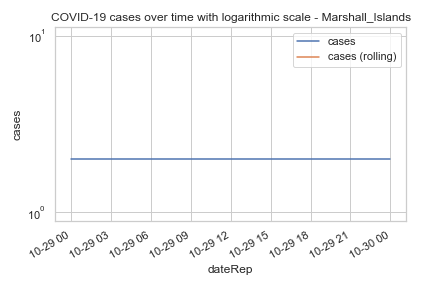 COVID-19 cases over time with logarithmic scale - Marshall_Islands
cases
cases (rolling)
10¹
10⁰
cases
10-29 00
10-29 03
10-29 06
10-29 09
10-29 12
10-29 15
10-29 18
10-29 21
10-30 00
dateRep